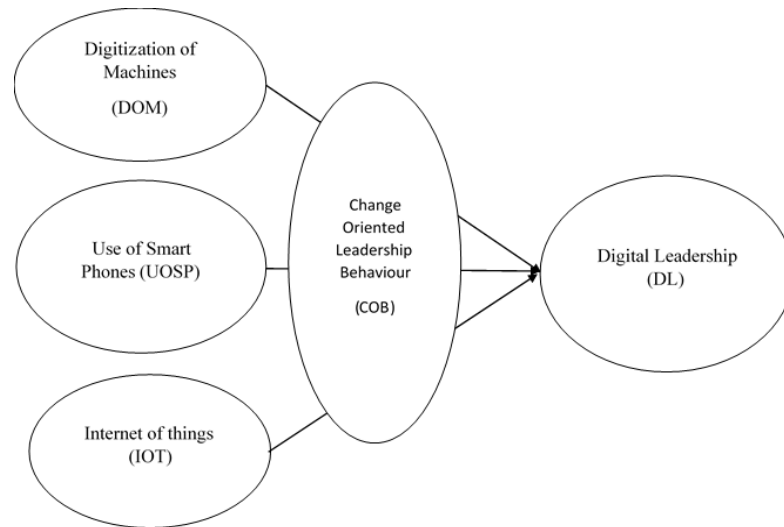 Digitization of
Machines
(DOM)
Use of Smart
Phones (UOSP)
Internet of things
(IOT)
Change
Oriented
Leadership
Behaviour
(COB)
Digital Leadership
(DL)